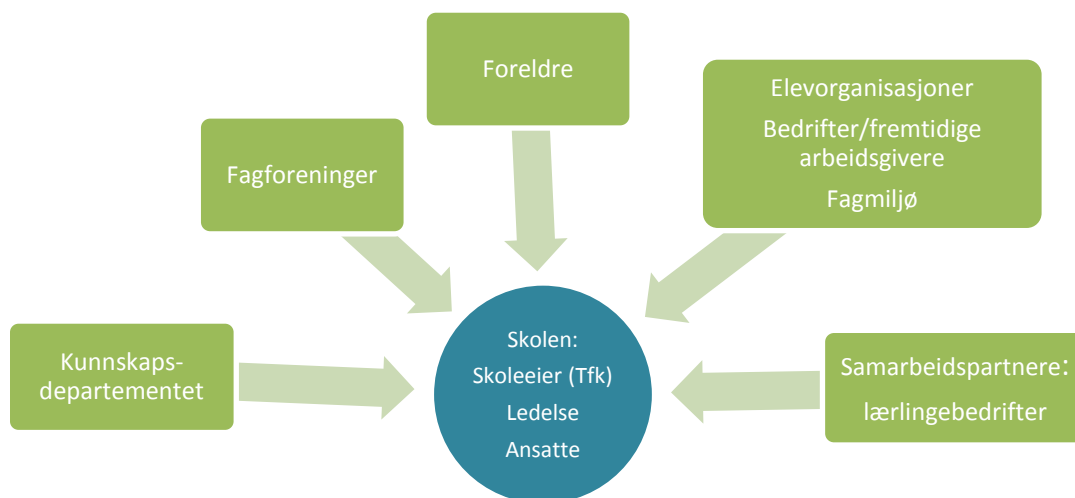 Foreldre
Elevorganisasjoner
Bedrifter/fremtidige
arbeidsgivere
Fagmiljø
Fagforeninger
Kunnskaps-
departementet
Skolen:
Skoleeier (Tfk)
Ledelse
Ansatte
Samarbeidspartnere:
lærlingebedrifter